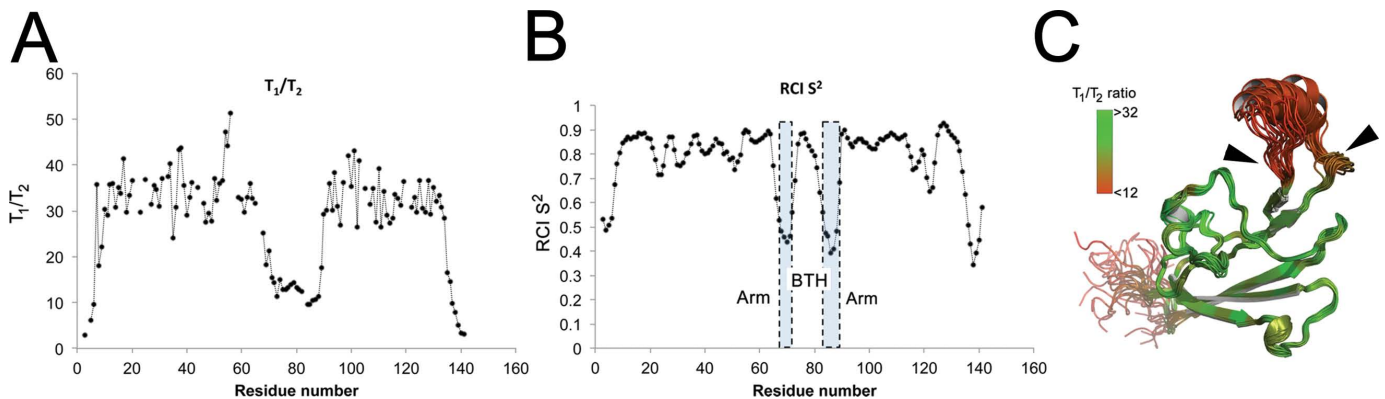 A
T₁/T₂
60
50
40
30
20
10
0
T₁/T₂
0 20 40 60 80 100 120 140 160
Residue number
B
RCI S²
1
0.9
0.8
0.7
0.6
0.5
0.4
0.3
0.2
0.1
0
RCI S²
Arm BTH Arm
0 20 40 60 80 100 120 140 160
Residue number
C
T₁/T₂ ratio
>32
<12